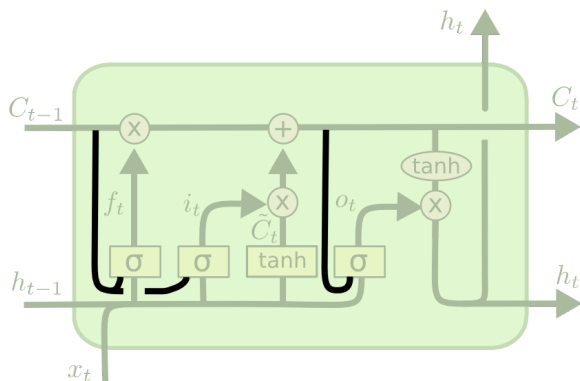 h_t
C_{t-1}
C_t
x
+
tanh
f_t
i_t
o_t
x
x
C̃_t
σ
σ
tanh
σ
h_{t-1}
h_t
x_t